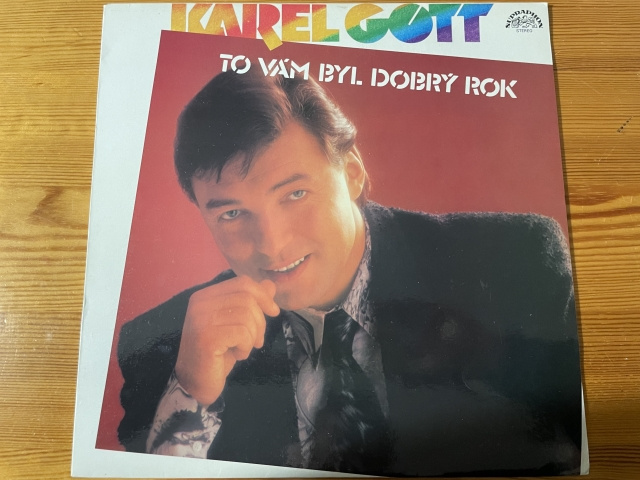 KAREL GOTT
SUPRAPHON
STEREO
TO VÁM BYL DOBRÝ ROK